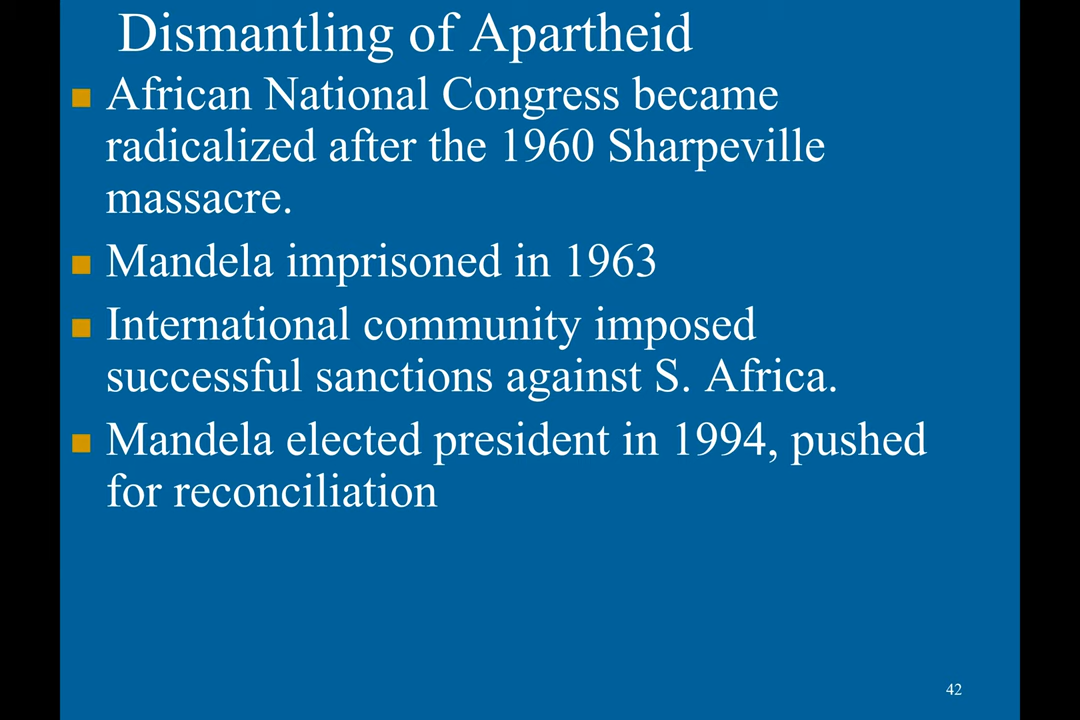 Dismantling of Apartheid
African National Congress became
radicalized after the 1960 Sharpeville
massacre.
Mandela imprisoned in 1963
International community imposed
successful sanctions against S. Africa.
Mandela elected president in 1994, pushed
for reconciliation
42